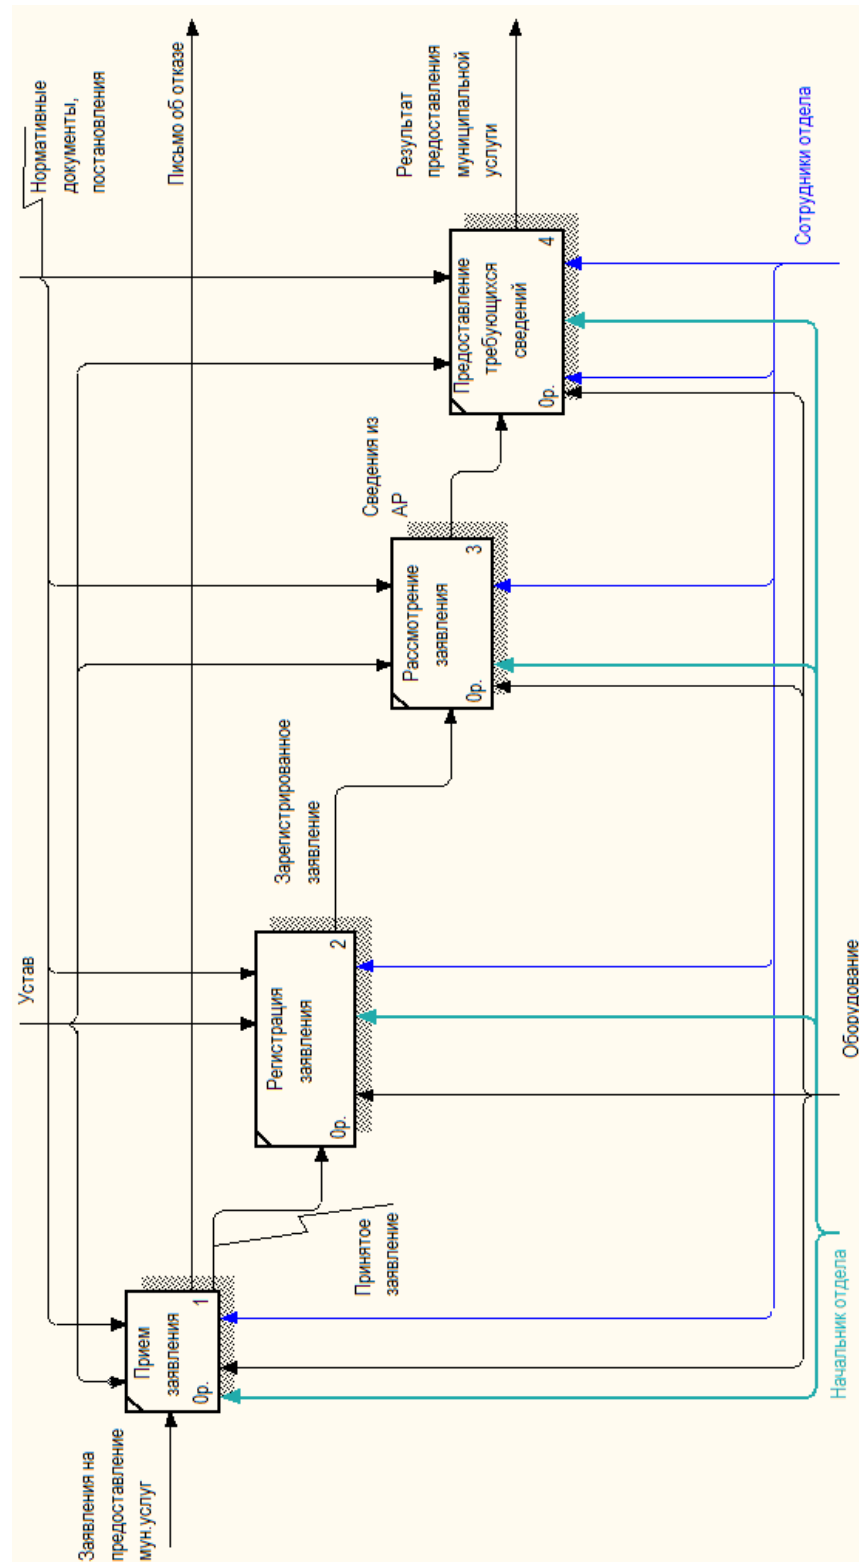 Заявления на
предоставление
мун.услуг
Прием
заявления
0р.
1
Принятое
заявление
Устав
Регистрация
заявления
0р.
2
Зарегистрированное
заявление
Рассмотрение
заявления
0р.
3
Сведения из
АР
Предоставление
требующихся
сведений
0р.
4
Нормативные
документы,
постановления
Письмо об отказе
Результат
предоставления
муниципальной
услуги
Начальник отдела
Оборудование
Сотрудники отдела